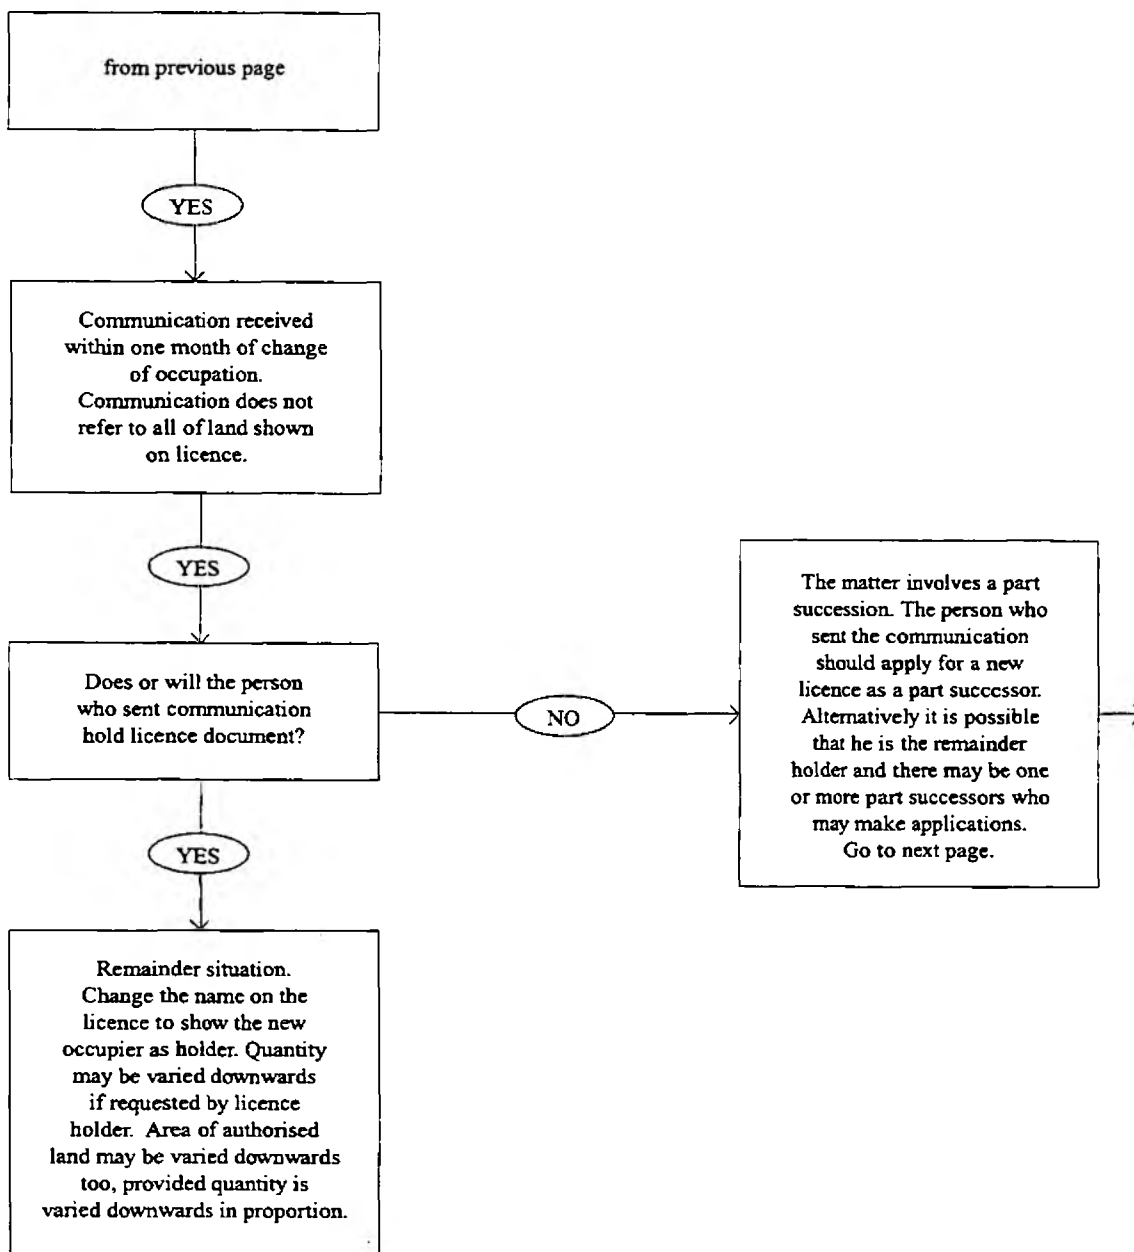 from previous page
YES
Communication received
within one month of change
of occupation.
Communication does not
refer to all of land shown
on licence.
YES
Does or will the person
who sent communication
hold licence document?
NO
The matter involves a part
succession. The person who
sent the communication
should apply for a new
licence as a part successor.
Alternatively it is possible
that he is the remainder
holder and there may be one
or more part successors who
may make applications.
Go to next page.
YES
Remainder situation.
Change the name on the
licence to show the new
occupier as holder. Quantity
may be varied downwards
if requested by licence
holder. Area of authorised
land may be varied downwards
too, provided quantity is
varied downwards in proportion.